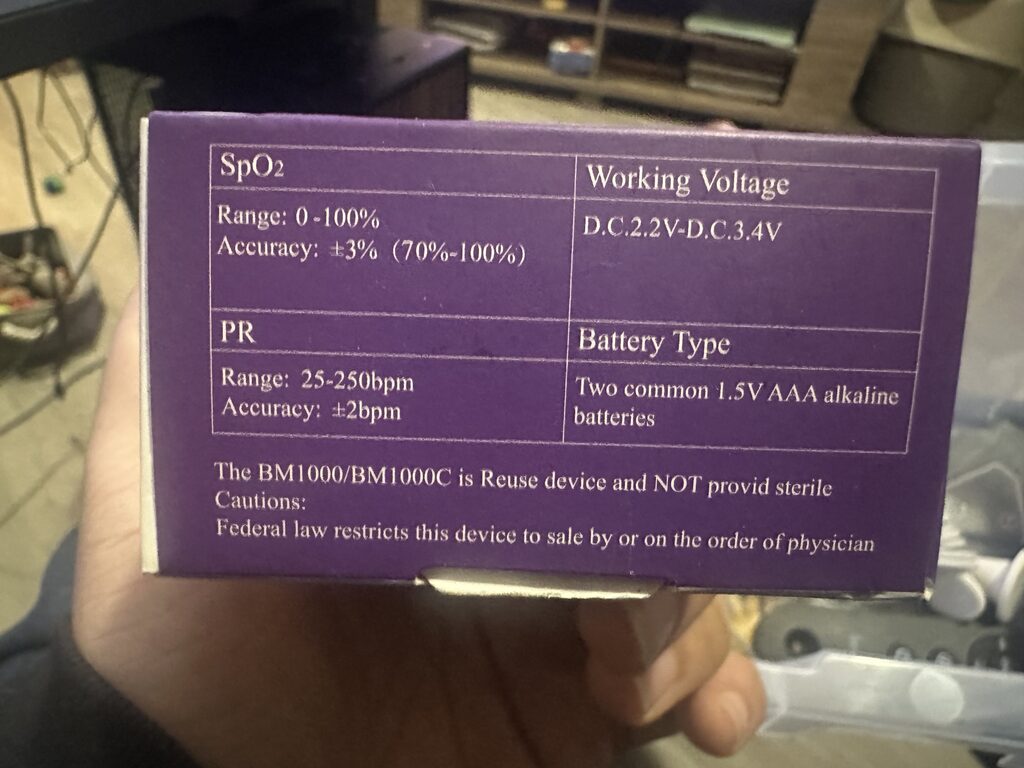 SpO2
Range: 0-100%
Accuracy: ±3% (70%-100%)
Working Voltage
D.C.2.2V-D.C.3.4V
PR
Range: 25-250bpm
Accuracy: ±2bpm
Battery Type
Two common 1.5V AAA alkaline
batteries
The BM1000/BM1000C is Reuse device and NOT provid sterile
Cautions:
Federal law restricts this device to sale by or on the order of physician